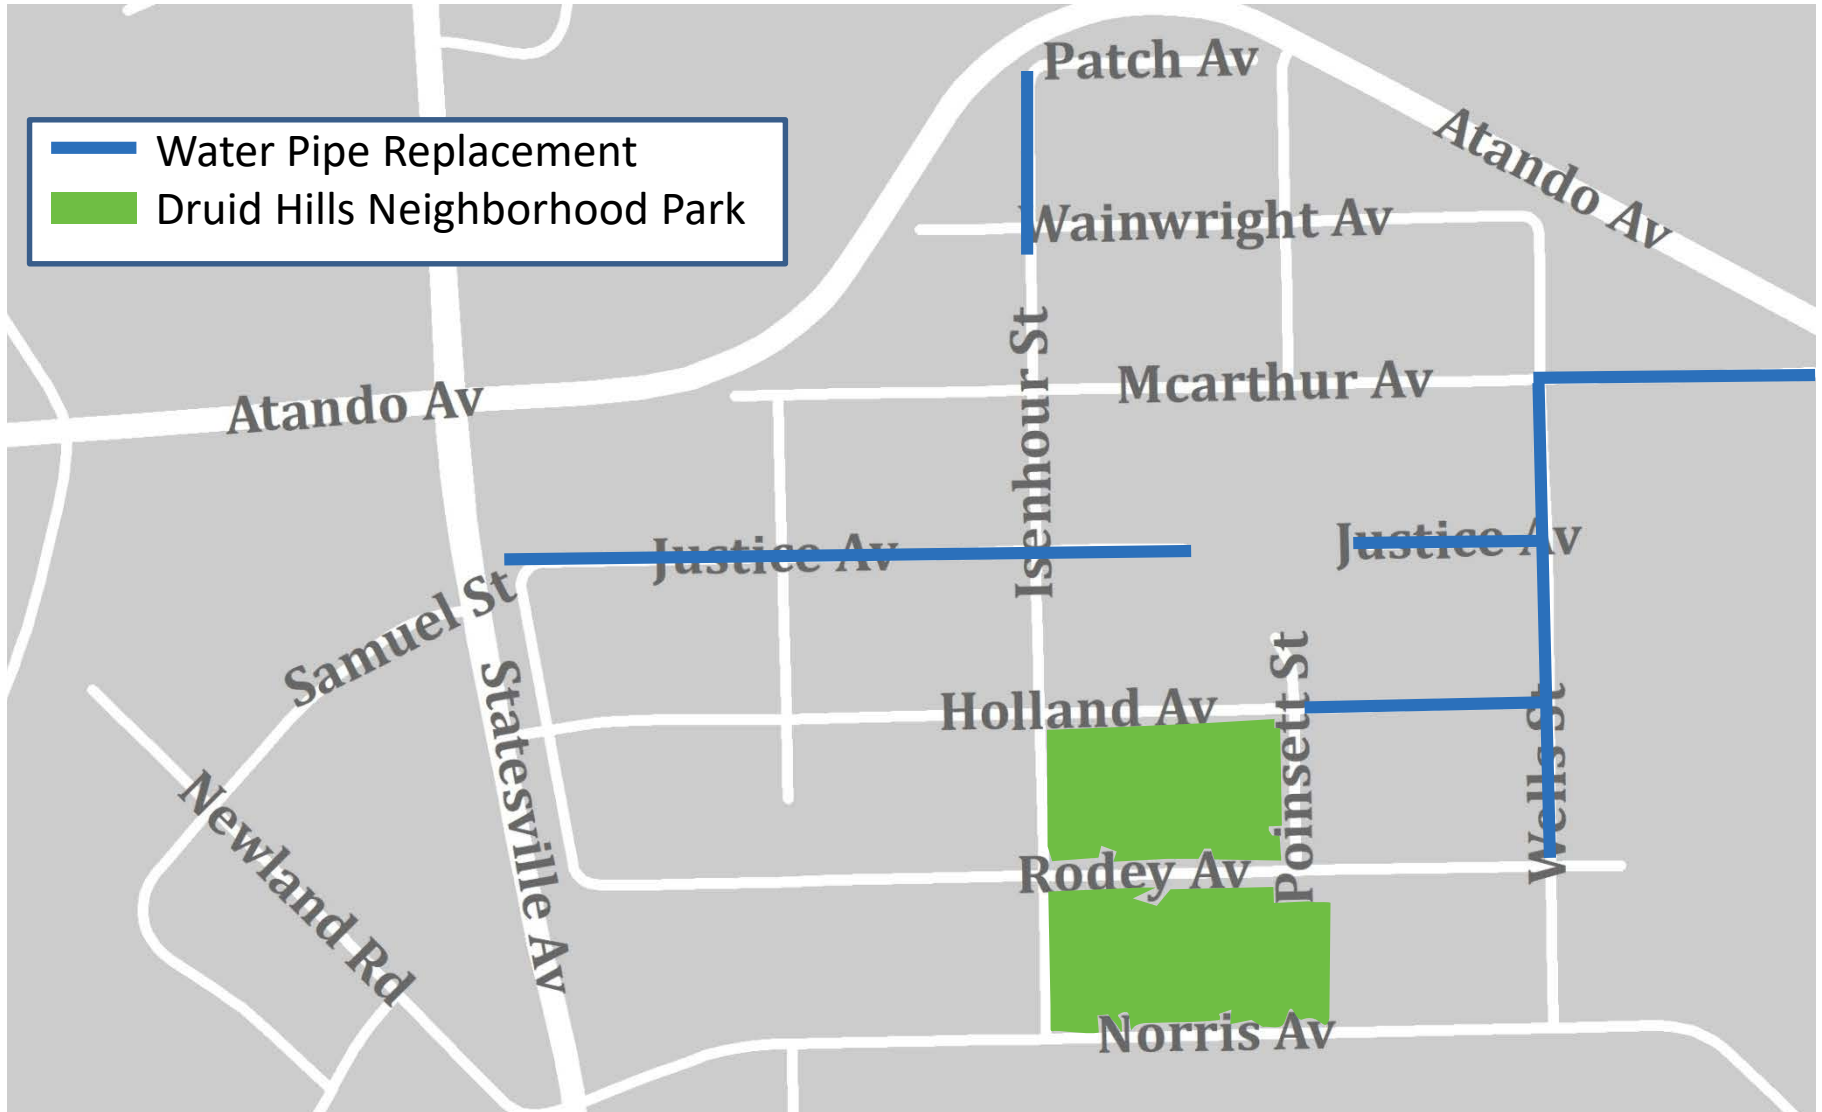 Patch Av
Atando Av
Water Pipe Replacement
Druid Hills Neighborhood Park
Wainwright Av
Isenhour St
Mcarthur Av
Atando Av
Justice Av
Justice Av
Samuel St
Statesville Av
Holland Av
Poinsett St
Wells St
Newland Rd
Rodey Av
Norris Av